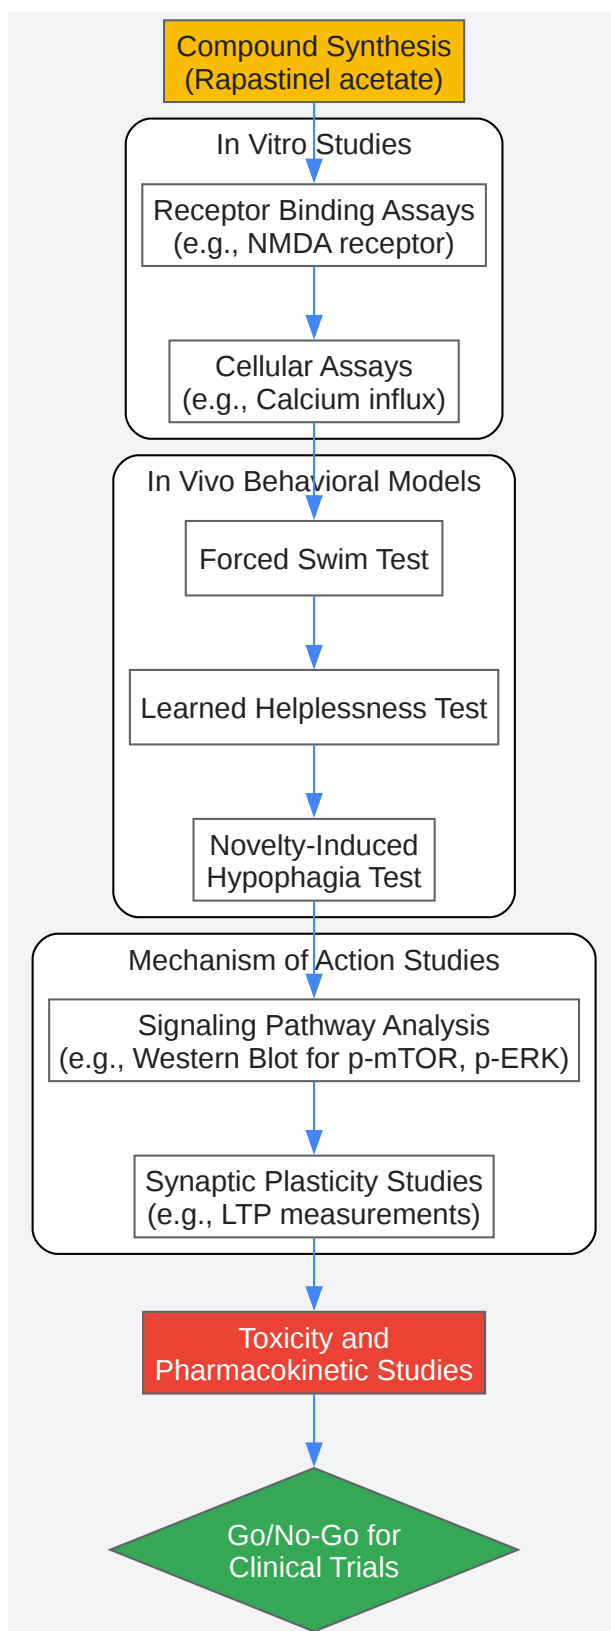 Compound Synthesis
(Rapastinel acetate)
In Vitro Studies
Receptor Binding Assays
(e.g., NMDA receptor)
Cellular Assays
(e.g., Calcium influx)
In Vivo Behavioral Models
Forced Swim Test
Learned Helplessness Test
Novelty-Induced
Hypophagia Test
Mechanism of Action Studies
Signaling Pathway Analysis
(e.g., Western Blot for p-mTOR, p-ERK)
Synaptic Plasticity Studies
(e.g., LTP measurements)
Toxicity and
Pharmacokinetic Studies
Go/No-Go for
Clinical Trials